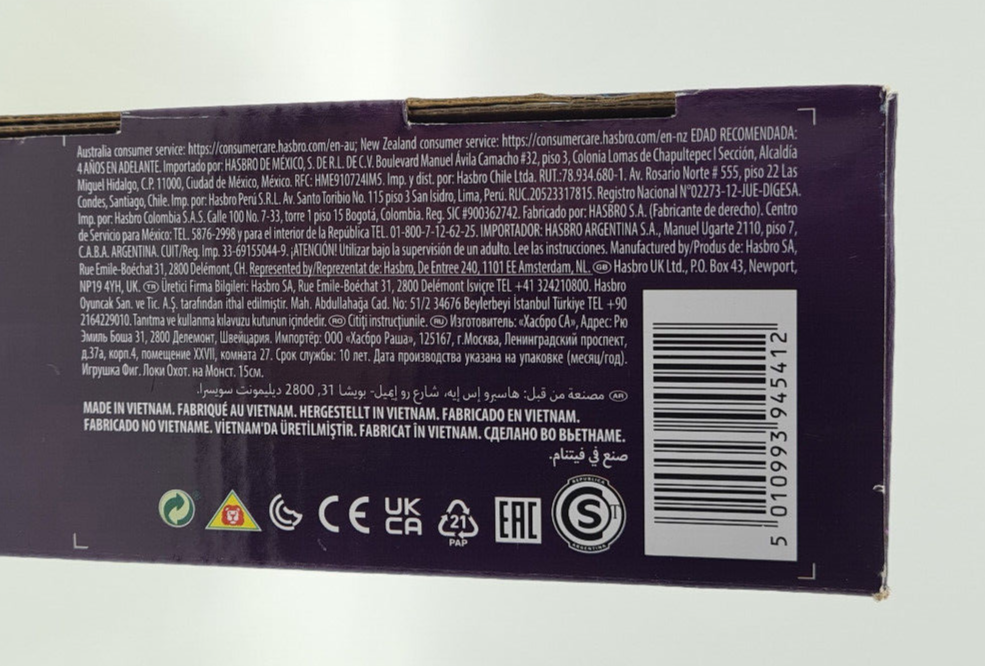 Australia consumer service: https://consumercare.hasbro.com/en-au; New Zealand consumer service: https://consumercare.hasbro.com/en-nz EDAD RECOMENDADA:
4 AÑOS EN ADELANTE. Importado por: HASBRO DE MÉXICO, S. DE R.L. DE C.V. Boulevard Manuel Ávila Camacho #32, piso 3, Colonia Lomas de Chapultepec I Sección, Alcaldía
Miguel Hidalgo, C.P. 11000, Ciudad de México, México. RFC: HME910724IM5. Imp. y dist. por: Hasbro Chile Ltda. RUT.:78.934.680-1. Av. Rosario Norte # 555, piso 22 Las
Condes, Santiago, Chile. Imp. por: Hasbro Perú S.R.L. Av. Santo Toribio No. 115 piso 3 San Isidro, Lima, Perú. RUC.20523317815. Registro Nacional N°02273-12-JUE-DIGESA.
Imp. por: Hasbro Colombia S.A.S. Calle 100 No. 7-33, torre 1 piso 15 Bogotá, Colombia. Reg. SIC #900362742. Fabricado por: HASBRO S.A. (Fabricante de derecho). Centro
de Servicio para México: TEL. 5876-2998 y para el interior de la República TEL. 01-800-7-12-62-25. IMPORTADOR: HASBRO ARGENTINA S.A., Manuel Ugarte 2110, piso 7,
C.A.B.A. ARGENTINA. CUIT/Reg. Imp. 33-69155044-9. ¡ATENCIÓN! Utilizar bajo la supervisión de un adulto. Lee las instrucciones. Manufactured by/Produs de: Hasbro SA,
Rue Emile-Boéchat 31, 2800 Delémont, CH. Represented by/Reprezentat de: Hasbro, De Entree 240, 1101 EE Amsterdam, NL. GB Hasbro UK Ltd., P.O. Box 43, Newport,
NP19 4YH, UK. TR Üretici Firma Bilgileri: Hasbro SA, Rue Emile-Boéchat 31, 2800 Delémont İsviçre TEL +41 324210800. Hasbro
Oyuncak San. ve Tic. A.Ş. tarafından ithal edilmiştir. Mah. Abdullahağa Cad. No: 51/2 34676 Beylerbeyi İstanbul Türkiye TEL +90
2164229010. Tanıtma ve kullanma kılavuzu kutunun içindedir. RO Citiţi instrucţiunile. RU Изготовитель: «Хасбро СА», Адрес: Рю
Эмиль Боша 31, 2800 Делемонт, Швейцария. Импортёр: ООО «Хасбро Раша», 125167, г.Москва, Ленинградский проспект,
д.37а, корп.4, помещение XXVII, комната 27. Срок службы: 10 лет. Дата производства указана на упаковке (месяц/год).
Игрушка Фиг. Локи Охот. на Монст. 15см.
AR مصنعة من قبل: هاسبرو إس إيه، شارع رو إيميل- بويشا 31, 2800 ديليمونت سويسرا.
MADE IN VIETNAM. FABRIQUÉ AU VIETNAM. HERGESTELLT IN VIETNAM. FABRICADO EN VIETNAM.
FABRICADO NO VIETNAME. VIETNAM'DA ÜRETİLMİŞTİR. FABRICAT ÎN VIETNAM. СДЕЛАНО ВО ВЬЕТНАМЕ.
صنع في فيتنام.
CE
UK
CA
21
PAP
EAC
REPUBLICA
S
ARGENTINA
5 010993 945412